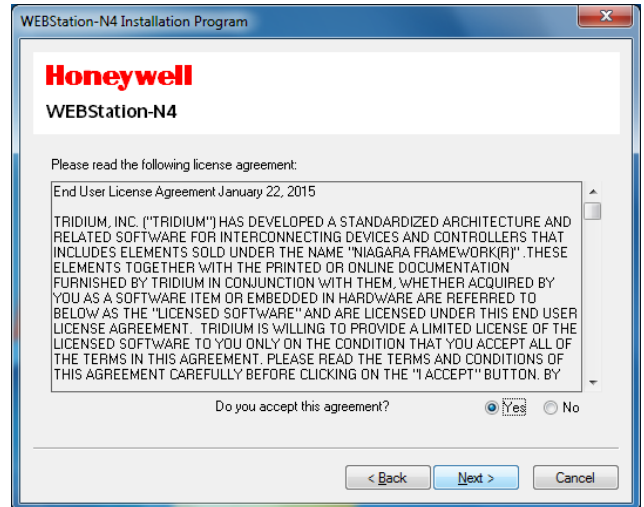 WEBStation-N4 Installation Program
Honeywell
WEBStation-N4
Please read the following license agreement:
End User License Agreement January 22, 2015
TRIDIUM, INC. ("TRIDIUM") HAS DEVELOPED A STANDARDIZED ARCHITECTURE AND
RELATED SOFTWARE FOR INTERCONNECTING DEVICES AND CONTROLLERS THAT
INCLUDES ELEMENTS SOLD UNDER THE NAME "NIAGARA FRAMEWORK(R)" .THESE
ELEMENTS TOGETHER WITH THE PRINTED OR ONLINE DOCUMENTATION
FURNISHED BY TRIDIUM IN CONJUNCTION WITH THEM, WHETHER ACQUIRED BY
YOU AS A SOFTWARE ITEM OR EMBEDDED IN HARDWARE ARE REFERRED TO
BELOW AS THE "LICENSED SOFTWARE" AND ARE LICENSED UNDER THIS END USER
LICENSE AGREEMENT.  TRIDIUM IS WILLING TO PROVIDE A LIMITED LICENSE OF THE
LICENSED SOFTWARE TO YOU ONLY ON THE CONDITION THAT YOU ACCEPT ALL OF
THE TERMS IN THIS AGREEMENT. PLEASE READ THE TERMS AND CONDITIONS OF
THIS AGREEMENT CAREFULLY BEFORE CLICKING ON THE "I ACCEPT" BUTTON. BY
Do you accept this agreement? Yes No
< Back Next > Cancel